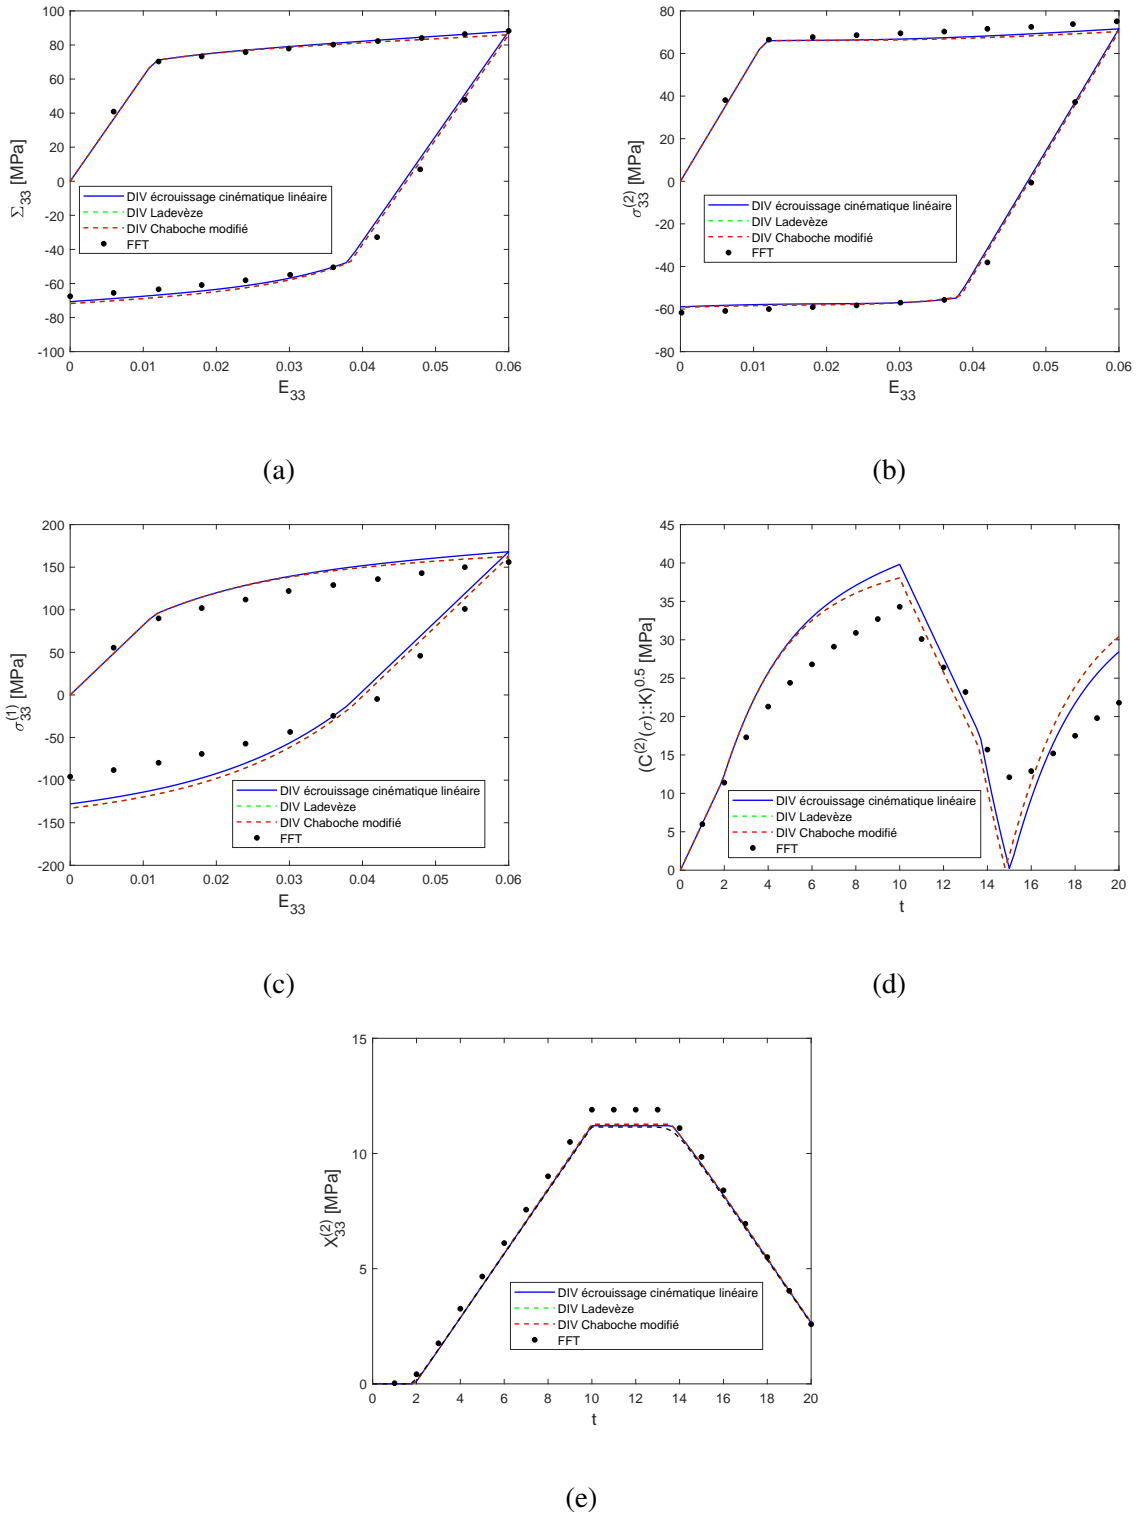 100
80
60
40
20
0
-20
-40
-60
-80
-100
Σ33 [MPa]
DIV écrouissage cinématique linéaire
DIV Ladevèze
DIV Chaboche modifié
FFT
0 0.01 0.02 0.03 0.04 0.05 0.06
E33
(a)
80
60
40
20
0
-20
-40
-60
-80
σ33(2) [MPa]
DIV écrouissage cinématique linéaire
DIV Ladevèze
DIV Chaboche modifié
FFT
0 0.01 0.02 0.03 0.04 0.05 0.06
E33
(b)
200
150
100
50
0
-50
-100
-150
-200
σ33(1) [MPa]
DIV écrouissage cinématique linéaire
DIV Ladevèze
DIV Chaboche modifié
FFT
0 0.01 0.02 0.03 0.04 0.05 0.06
E33
(c)
45
40
35
30
25
20
15
10
5
0
(C(2)(σ)::K)0.5 [MPa]
DIV écrouissage cinématique linéaire
DIV Ladevèze
DIV Chaboche modifié
FFT
0 2 4 6 8 10 12 14 16 18 20
t
(d)
15
10
5
0
X33(2) [MPa]
DIV écrouissage cinématique linéaire
DIV Ladevèze
DIV Chaboche modifié
FFT
0 2 4 6 8 10 12 14 16 18 20
t
(e)